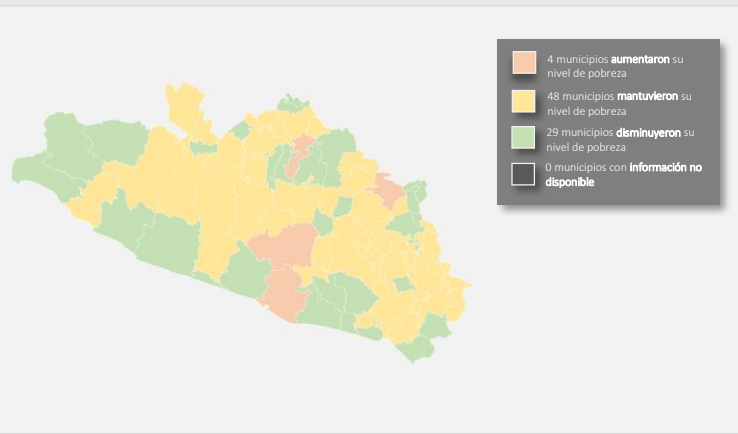 4 municipios aumentaron su
nivel de pobreza
48 municipios mantuvieron su
nivel de pobreza
29 municipios disminuyeron su
nivel de pobreza
0 municipios con información no
disponible